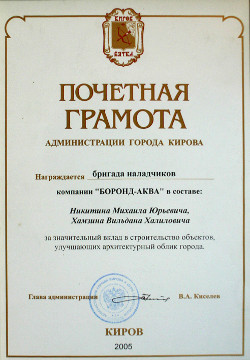 ПОЧЕТНАЯ
ГРАМОТА
АДМИНИСТРАЦИИ ГОРОДА КИРОВА
Награждается бригада наладчиков
компании "БОРОНД-АКВА" в составе:
Никитина Михаила Юрьевича,
Хамзина Вильдана Халиловича
за значительный вклад в строительство объектов,
улучшающих архитектурный облик города.
Глава администрации В.А. Киселев
КИРОВ
2005